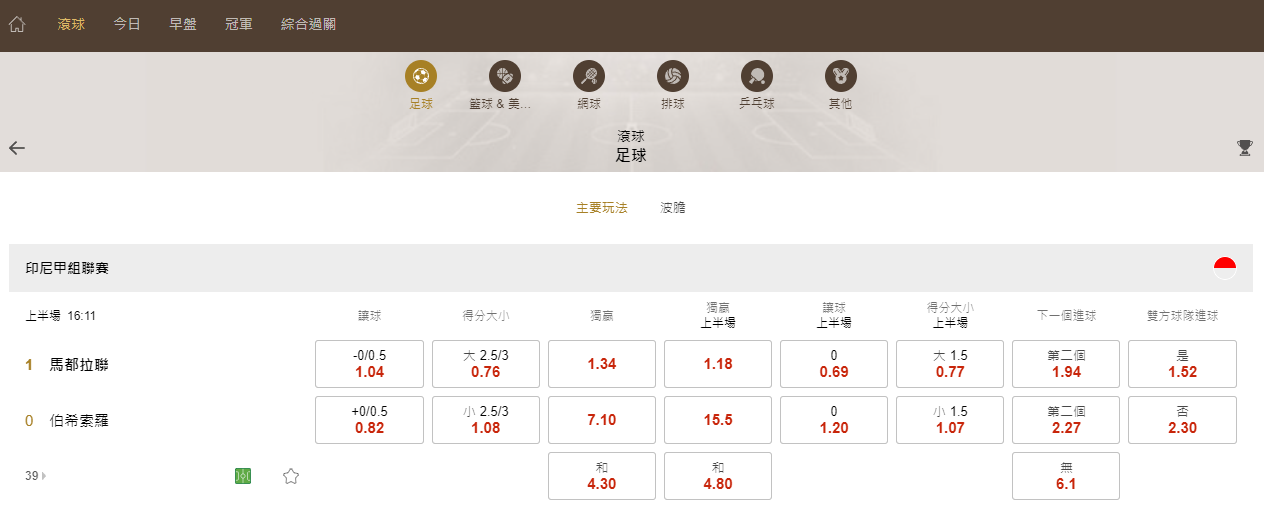 滾球 今日 早盤 冠軍 綜合過關
足球 籃球 & 美... 網球 排球 乒乓球 其他
滾球
足球
主要玩法 波膽
印尼甲组聯賽
上半場 16:11 讓球 得分大小 獨贏 獨贏 上半場 讓球 上半場 得分大小 上半場 下一個進球 雙方球隊進球
1 馬都拉聯 -0/0.5 1.04 大 2.5/3 0.76 1.34 1.18 0 0.69 大 1.5 0.77 第二個 1.94 是 1.52
0 伯希索羅 +0/0.5 0.82 小 2.5/3 1.08 7.10 15.5 0 1.20 小 1.5 1.07 第二個 2.27 否 2.30
39 和 4.30 和 4.80 無 6.1